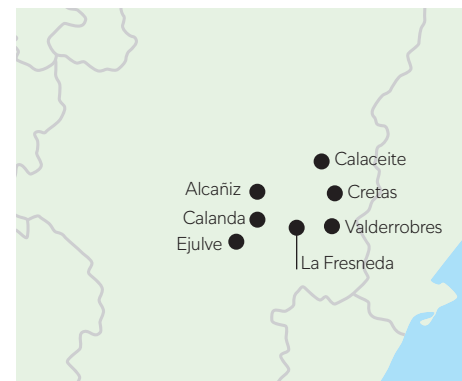 Calaceite
Alcañiz
Cretas
Calanda
Valderrobres
Ejulve
La Fresneda